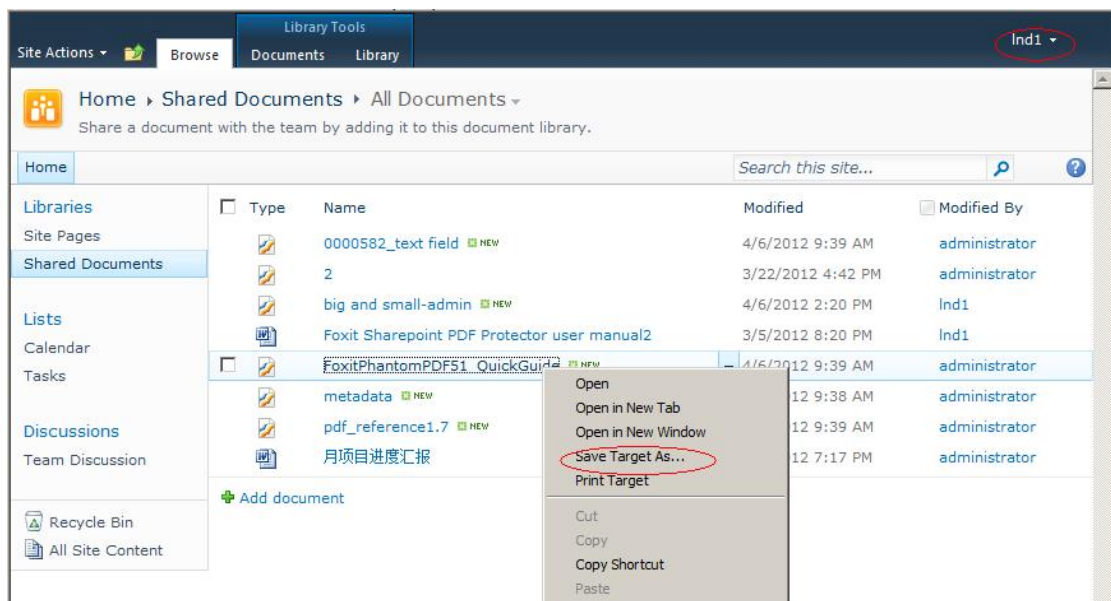 Library Tools
Site Actions Browse Documents Library lnd1
Home Shared Documents All Documents
Share a document with the team by adding it to this document library.
Home Search this site...
Libraries
Site Pages
Shared Documents
Lists
Calendar
Tasks
Discussions
Team Discussion
Recycle Bin
All Site Content
Type Name Modified Modified By
0000582_text field NEW 4/6/2012 9:39 AM administrator
2 3/22/2012 4:42 PM administrator
big and small-admin NEW 4/6/2012 2:20 PM lnd1
Foxit Sharepoint PDF Protector user manual2 3/5/2012 8:20 PM lnd1
FoxitPhantomPDF51_QuickGuide NEW 4/6/2012 9:39 AM administrator
metadata NEW 12 9:38 AM administrator
pdf_reference1.7 NEW 12 9:39 AM administrator
月项目进度汇报 12 7:17 PM administrator
Add document
Open
Open in New Tab
Open in New Window
Save Target As...
Print Target
Cut
Copy
Copy Shortcut
Paste